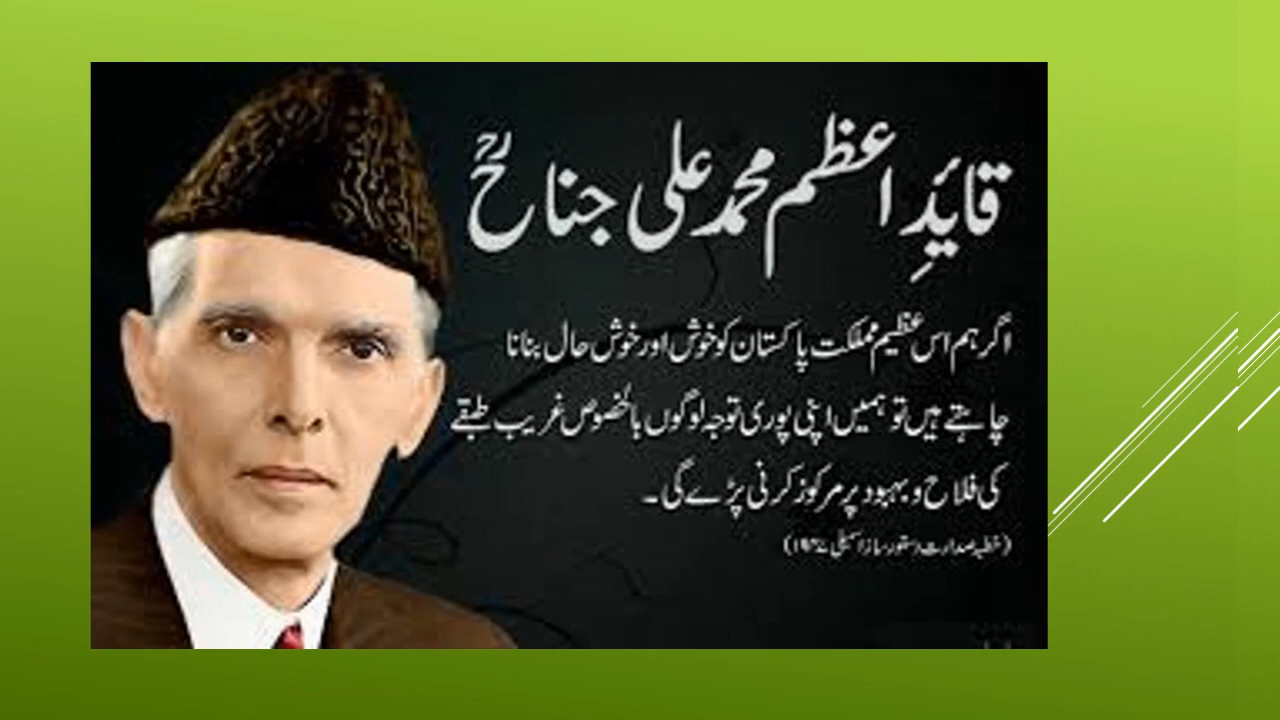 قائدِ اعظم محمد علی جناحؒ
اگر ہم اس عظیم مملکت پاکستان کو خوش اور خوش حال بنانا
چاہتے ہیں تو ہمیں اپنی پوری توجہ لوگوں بالخصوص غریب طبقے
کی فلاح و بہبود پر مرکوز کرنی پڑے گی۔
(خطبہ صدارت دستور ساز اسمبلی ۱۹۴۷ء)